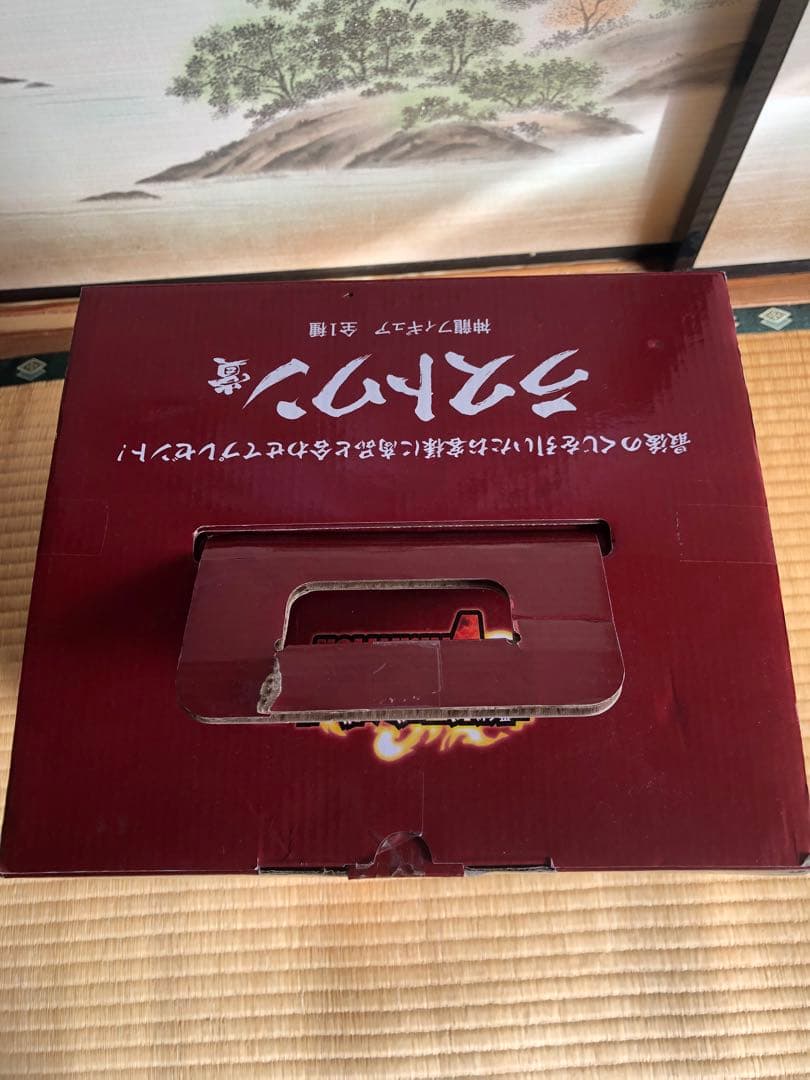 最後のくじを引いたお客様に商品と合わせてプレゼント!
ラストワン賞
神龍フィギュア 全1種